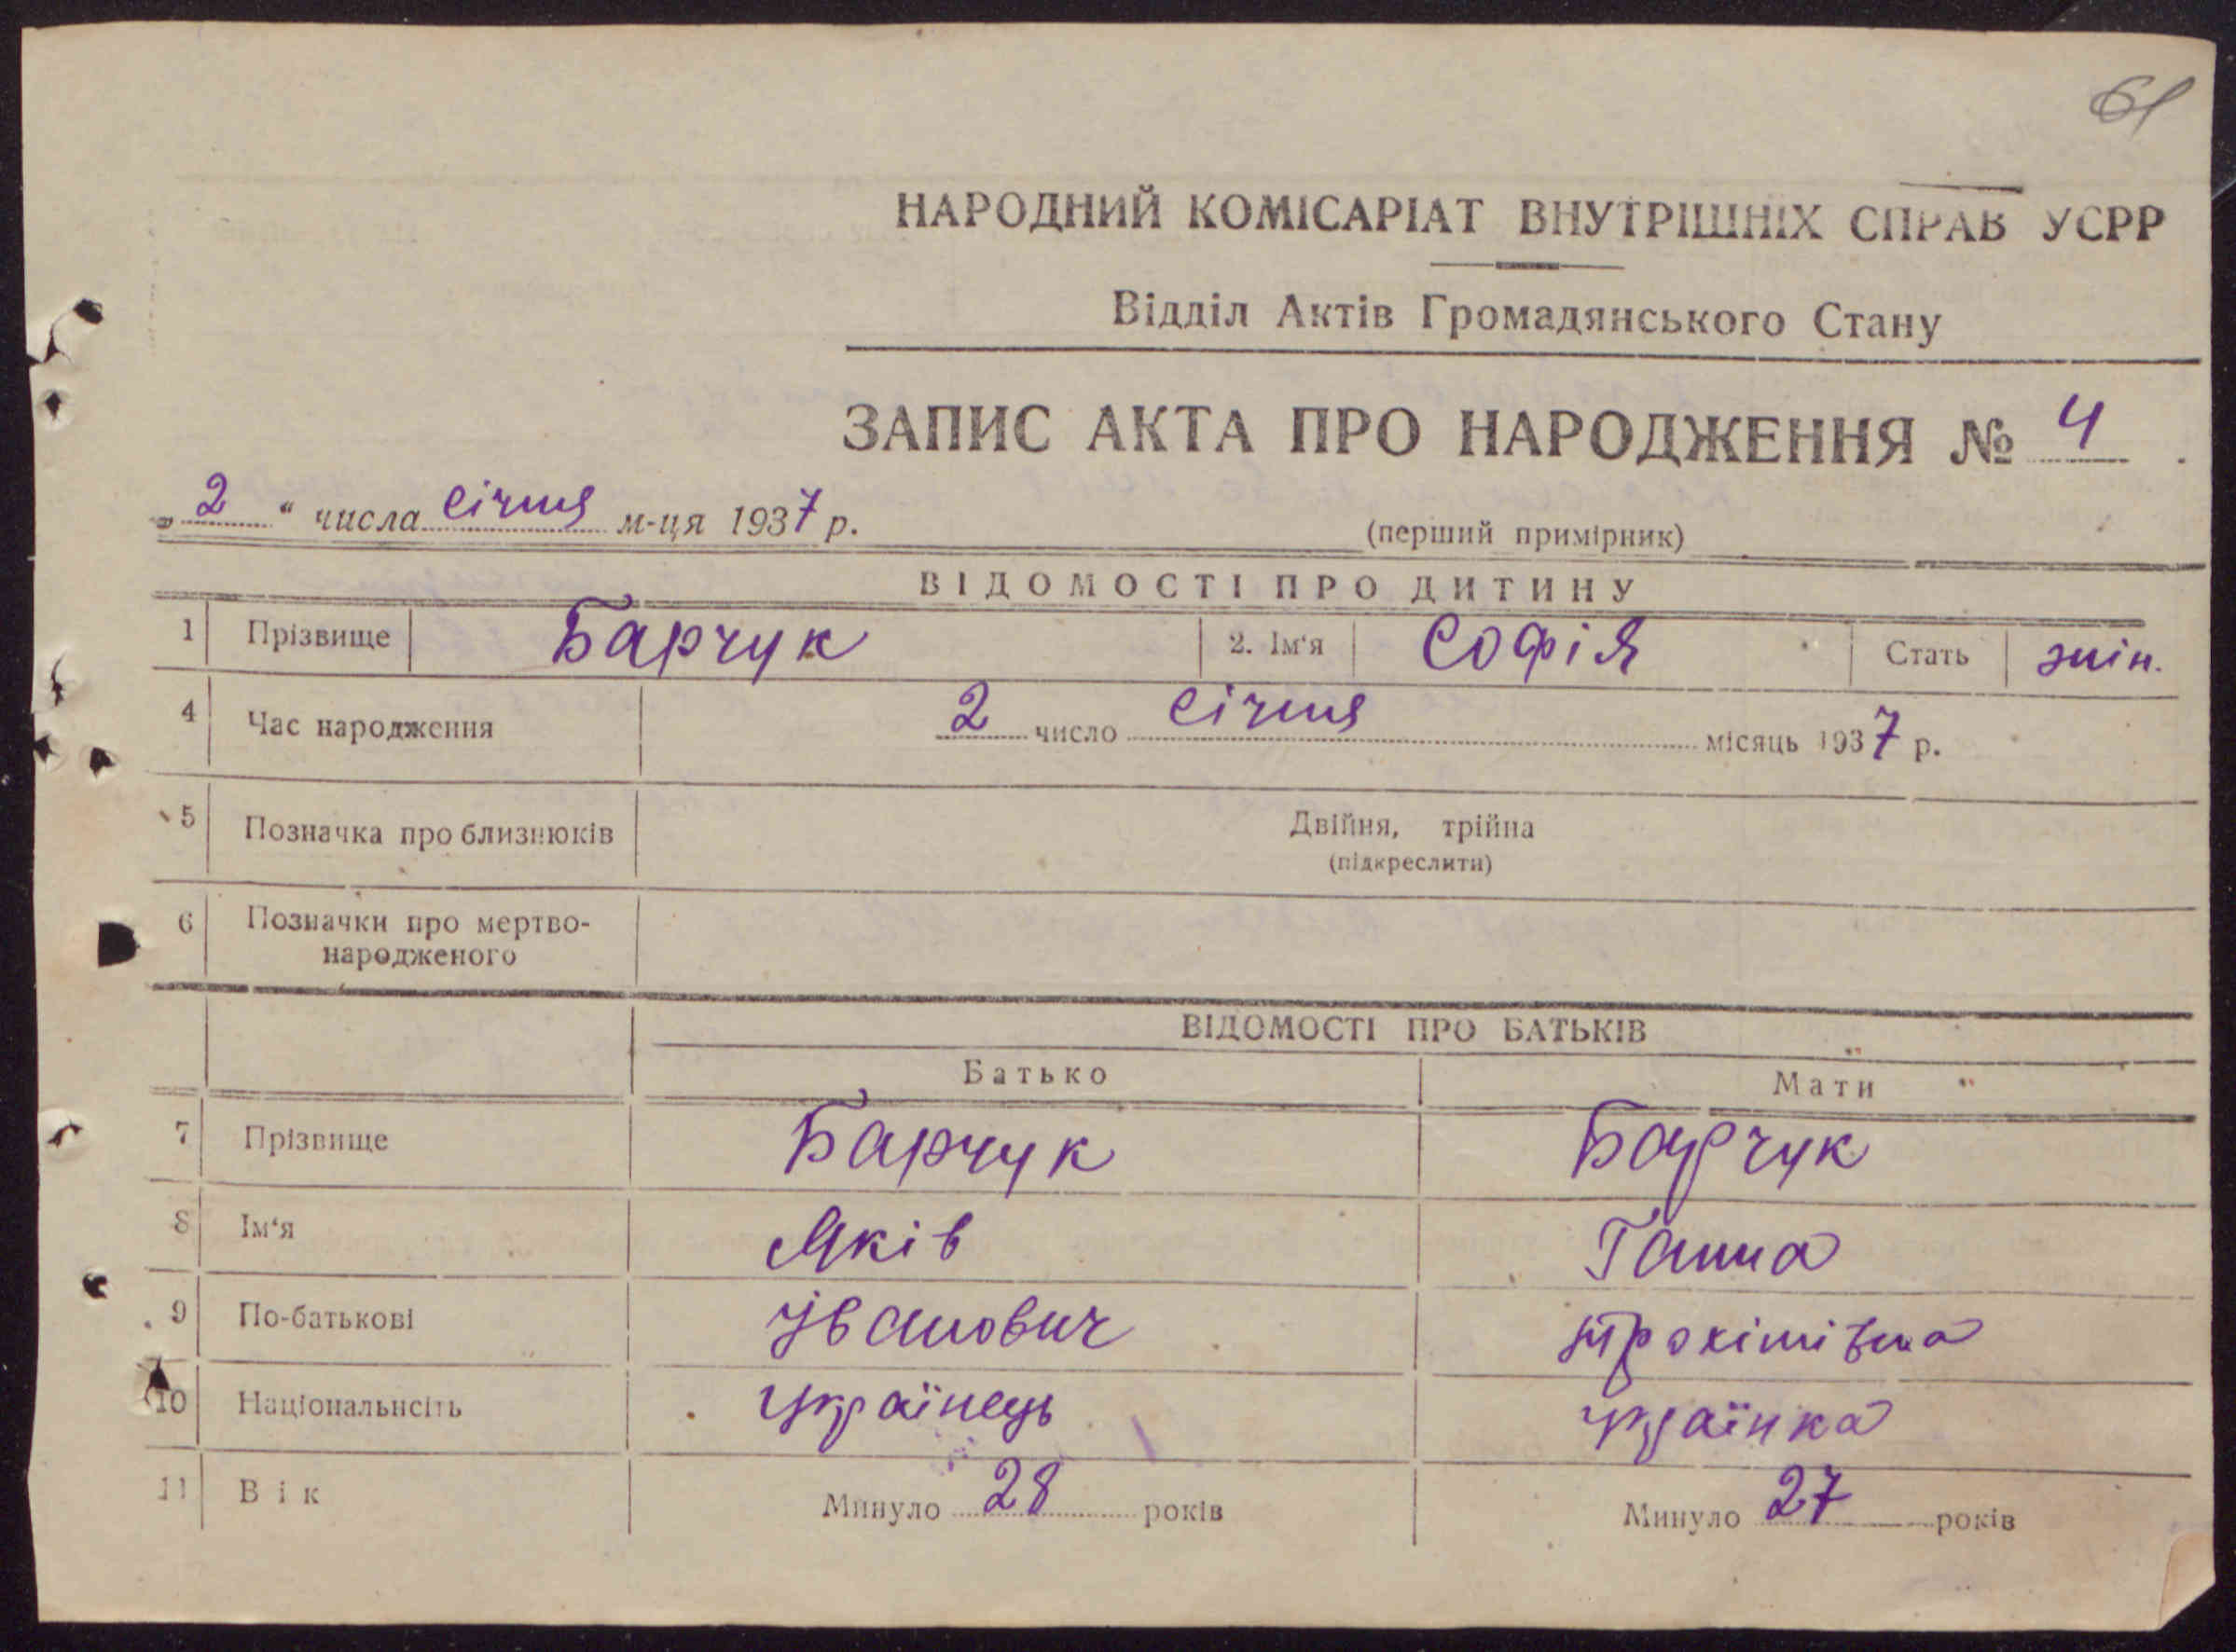 61
НАРОДНИЙ КОМІСАРІАТ ВНУТРІШНІХ СПРАВ УСРР
Відділ Актів Громадянського Стану
ЗАПИС АКТА ПРО НАРОДЖЕННЯ № 4
„ 2 “ числа січня м-ця 1937 р.
(перший примірник)
ВІДОМОСТІ ПРО ДИТИНУ
1 Прізвище Барчук 2. Ім'я Софія Стать жін.
4 Час народження 2 число січня місяць 1937 р.
5 Позначка про близнюків Двійня, трійна
(підкреслити)
6 Позначки про мертво-
народженого
ВІДОМОСТІ ПРО БАТЬКІВ
Батько Мати
7 Прізвище Барчук Барчук
8 Ім'я Яків Ганна
9 По-батькові Іванович Трохимівна
10 Національнсіть українець українка
11 Вік Минуло 28 років Минуло 27 років